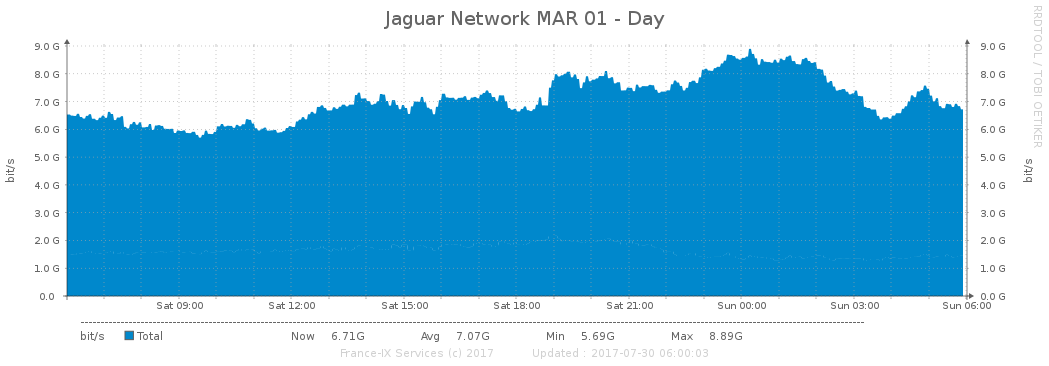 Jaguar Network MAR 01 - Day
RRDTOOL / TOBI OETIKER
bit/s
9.0 G
8.0 G
7.0 G
6.0 G
5.0 G
4.0 G
3.0 G
2.0 G
1.0 G
0.0
9.0 G
8.0 G
7.0 G
6.0 G
5.0 G
4.0 G
3.0 G
2.0 G
1.0 G
0.0 G
bit/s
Sat 09:00 Sat 12:00 Sat 15:00 Sat 18:00 Sat 21:00 Sun 00:00 Sun 03:00 Sun 06:00
bit/s Total Now 6.71G Avg 7.07G Min 5.69G Max 8.89G
France-IX Services (c) 2017 Updated : 2017-07-30 06:00:03